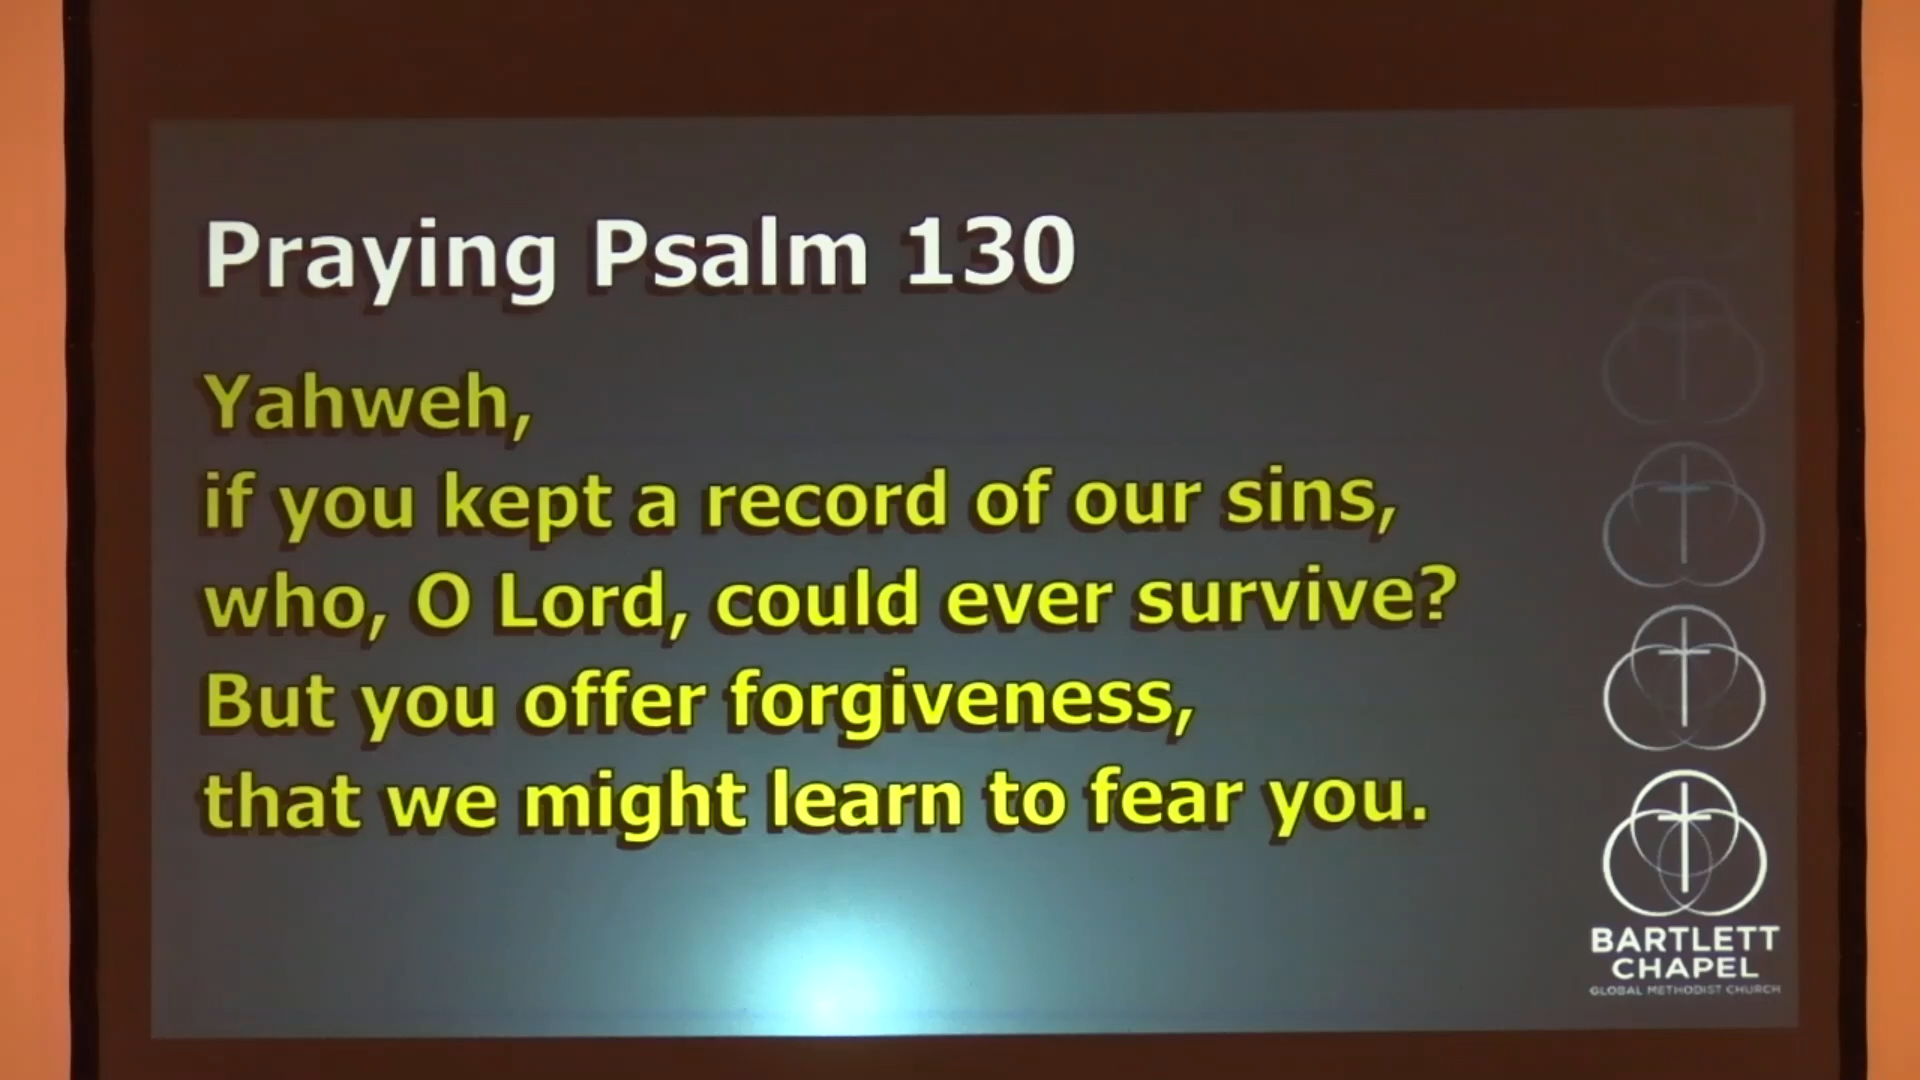 Praying Psalm 130
Yahweh,
if you kept a record of our sins,
who, O Lord, could ever survive?
But you offer forgiveness,
that we might learn to fear you.
BARTLETT
CHAPEL
GLOBAL METHODIST CHURCH